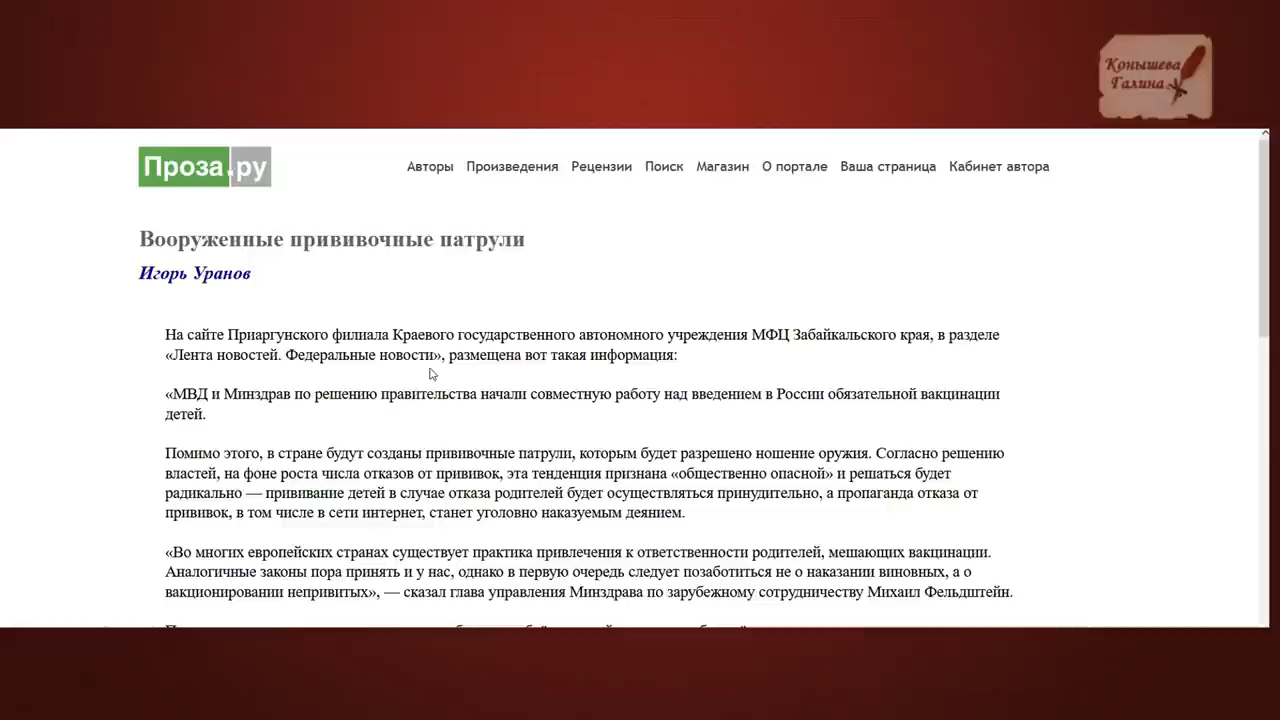 Конышева
Галина
Проза.ру
Авторы Произведения Рецензии Поиск Магазин О портале Ваша страница Кабинет автора
Вооруженные прививочные патрули
Игорь Уранов
На сайте Приаргунского филиала Краевого государственного автономного учреждения МФЦ Забайкальского края, в разделе
«Лента новостей. Федеральные новости», размещена вот такая информация:
«МВД и Минздрав по решению правительства начали совместную работу над введением в России обязательной вакцинации
детей.
Помимо этого, в стране будут созданы прививочные патрули, которым будет разрешено ношение оружия. Согласно решению
властей, на фоне роста числа отказов от прививок, эта тенденция признана «общественно опасной» и решаться будет
радикально — прививание детей в случае отказа родителей будет осуществляться принудительно, а пропаганда отказа от
прививок, в том числе в сети интернет, станет уголовно наказуемым деянием.
«Во многих европейских странах существует практика привлечения к ответственности родителей, мешающих вакцинации.
Аналогичные законы пора принять и у нас, однако в первую очередь следует позаботиться не о наказании виновных, а о
вакционировании непривитых», — сказал глава управления Минздрава по зарубежному сотрудничеству Михаил Фельдштейн.